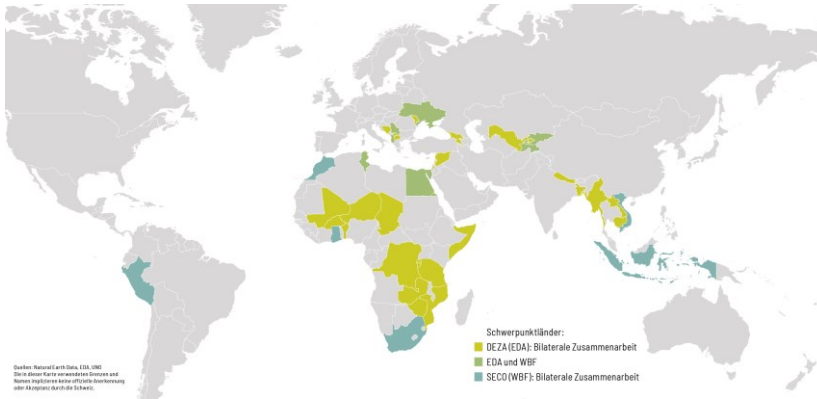 Schwerpunktländer:
DEZA (EDA): Bilaterale Zusammenarbeit
EDA und WBF
SECO (WBF): Bilaterale Zusammenarbeit
Quellen: Natural Earth Data, EDA, UNO
Die in dieser Karte verwendeten Grenzen und
Namen implizieren keine offizielle Anerkennung
oder Akzeptanz durch die Schweiz.